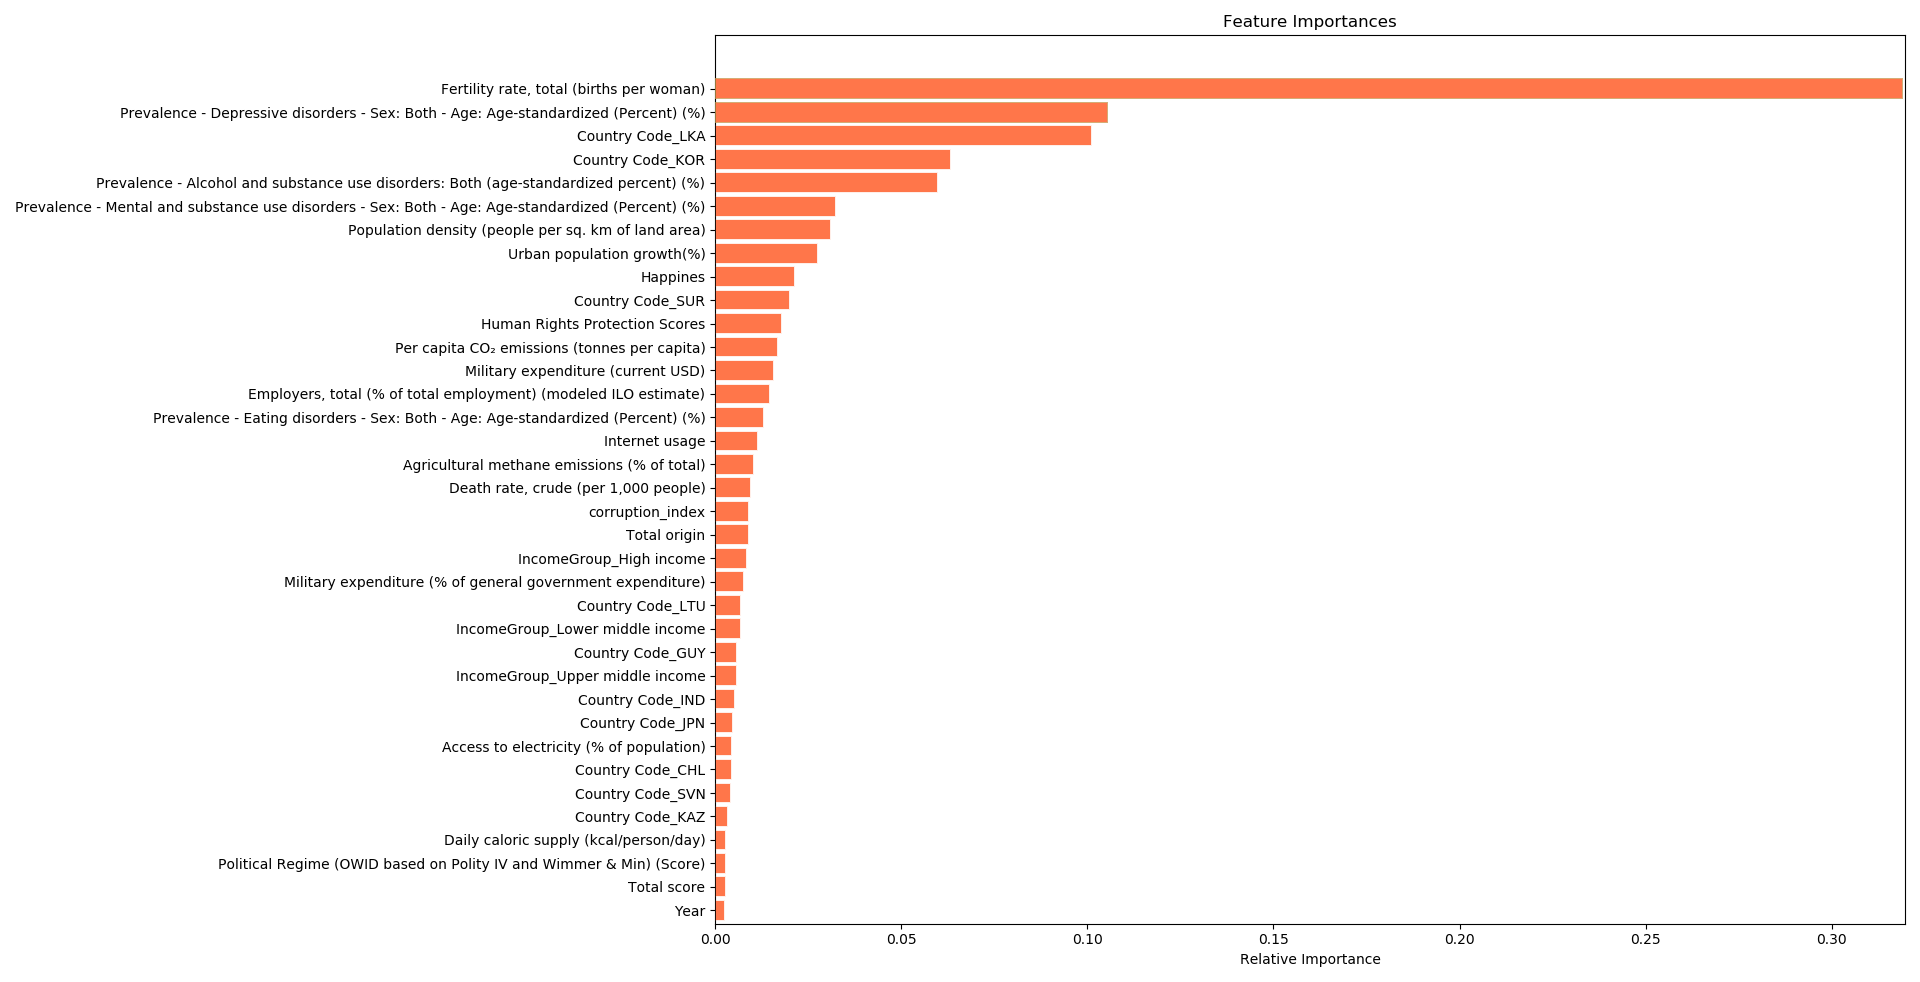 Feature Importances
Fertility rate, total (births per woman)
Prevalence - Depressive disorders - Sex: Both - Age: Age-standardized (Percent) (%)
Country Code_LKA
Country Code_KOR
Prevalence - Alcohol and substance use disorders: Both (age-standardized percent) (%)
Prevalence - Mental and substance use disorders - Sex: Both - Age: Age-standardized (Percent) (%)
Population density (people per sq. km of land area)
Urban population growth(%)
Happines
Country Code_SUR
Human Rights Protection Scores
Per capita CO₂ emissions (tonnes per capita)
Military expenditure (current USD)
Employers, total (% of total employment) (modeled ILO estimate)
Prevalence - Eating disorders - Sex: Both - Age: Age-standardized (Percent) (%)
Internet usage
Agricultural methane emissions (% of total)
Death rate, crude (per 1,000 people)
corruption_index
Total origin
IncomeGroup_High income
Military expenditure (% of general government expenditure)
Country Code_LTU
IncomeGroup_Lower middle income
Country Code_GUY
IncomeGroup_Upper middle income
Country Code_IND
Country Code_JPN
Access to electricity (% of population)
Country Code_CHL
Country Code_SVN
Country Code_KAZ
Daily caloric supply (kcal/person/day)
Political Regime (OWID based on Polity IV and Wimmer & Min) (Score)
Total score
Year
0.00 0.05 0.10 0.15 0.20 0.25 0.30
Relative Importance